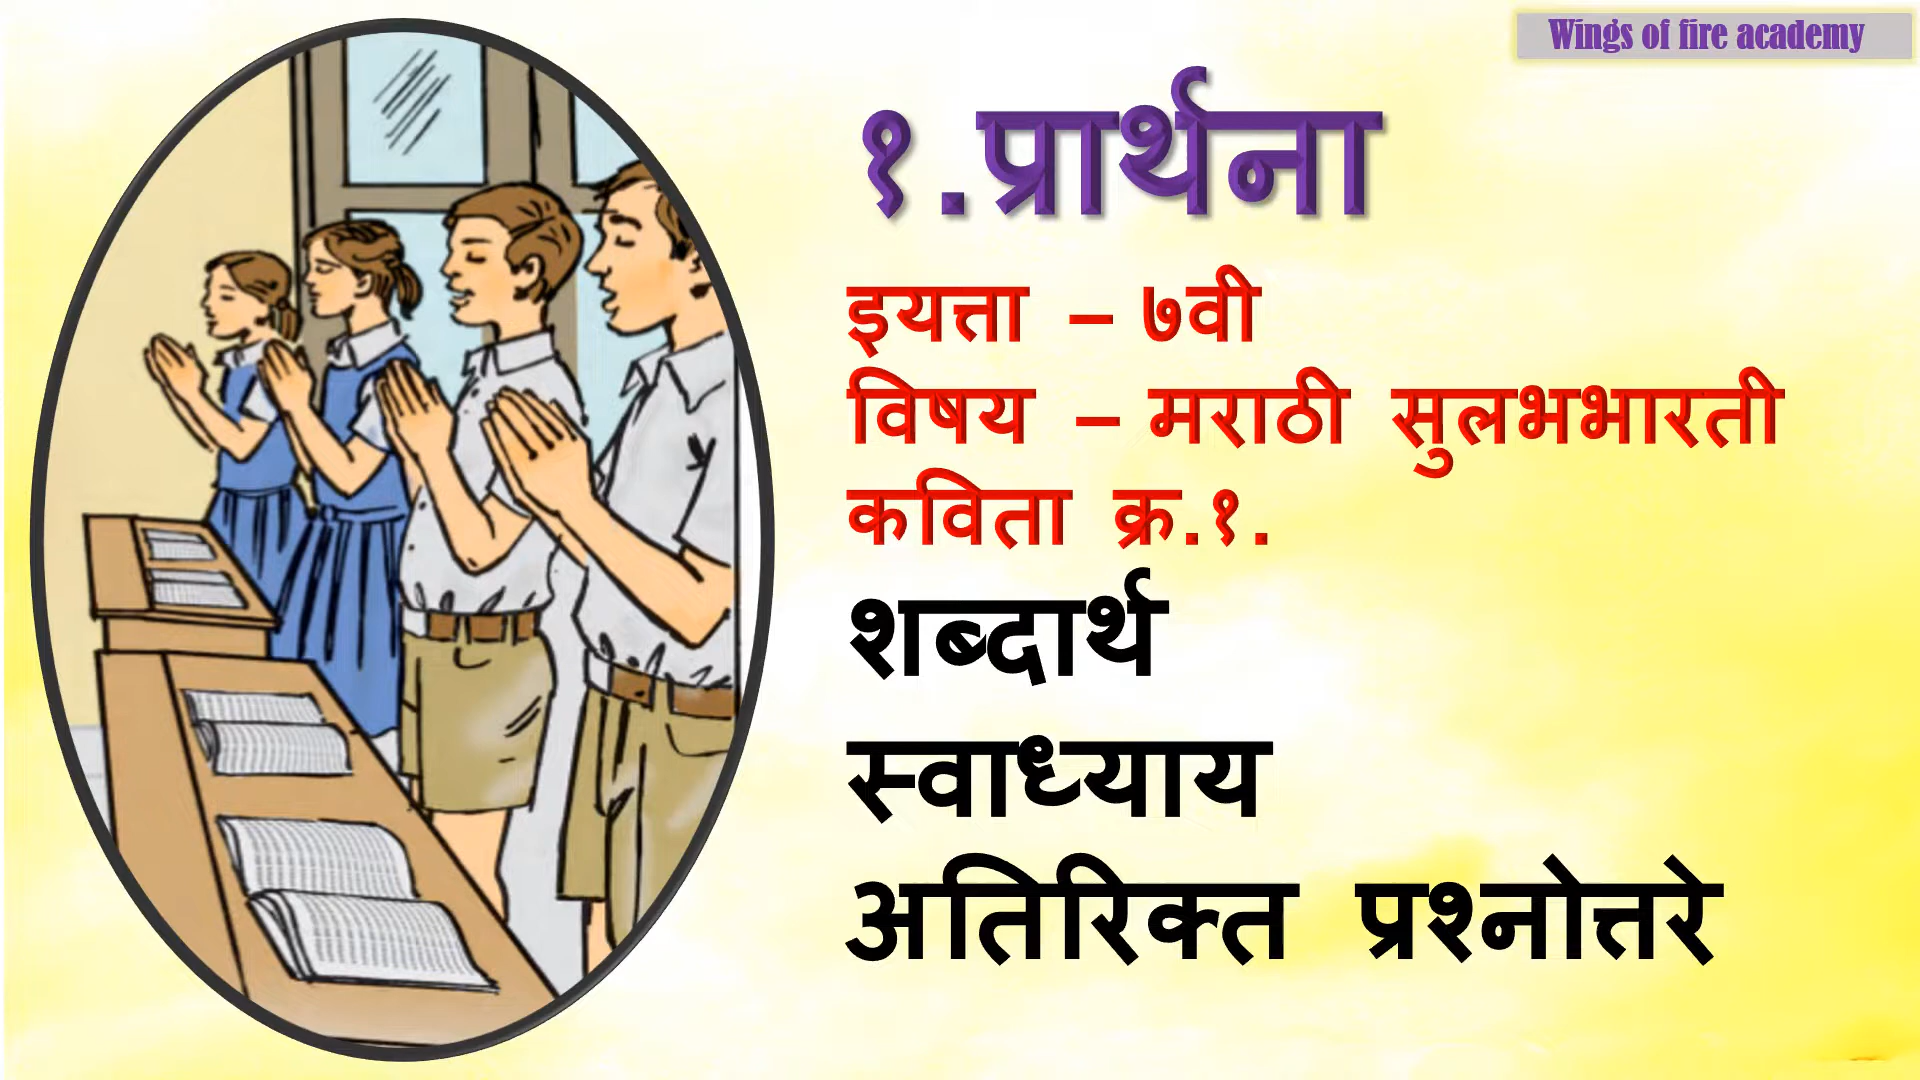 Wings of fire academy
१.प्रार्थना
इयत्ता – ७वी
विषय – मराठी सुलभभारती
कविता क्र.१.
शब्दार्थ
स्वाध्याय
अतिरिक्त प्रश्नोत्तरे